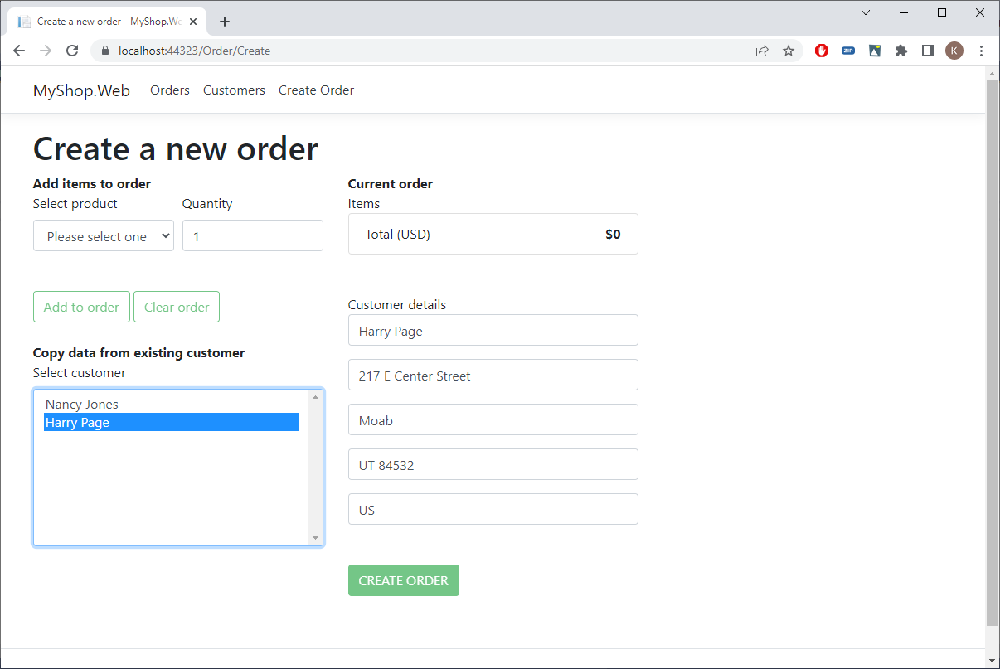 Create a new order - MyShop.We
localhost:44323/Order/Create
ZIP
K
MyShop.Web Orders Customers Create Order
Create a new order
Add items to order
Select product Quantity
Please select one 1
Add to order Clear order
Copy data from existing customer
Select customer
Nancy Jones
Harry Page
Current order
Items
Total (USD) $0
Customer details
Harry Page
217 E Center Street
Moab
UT 84532
US
CREATE ORDER